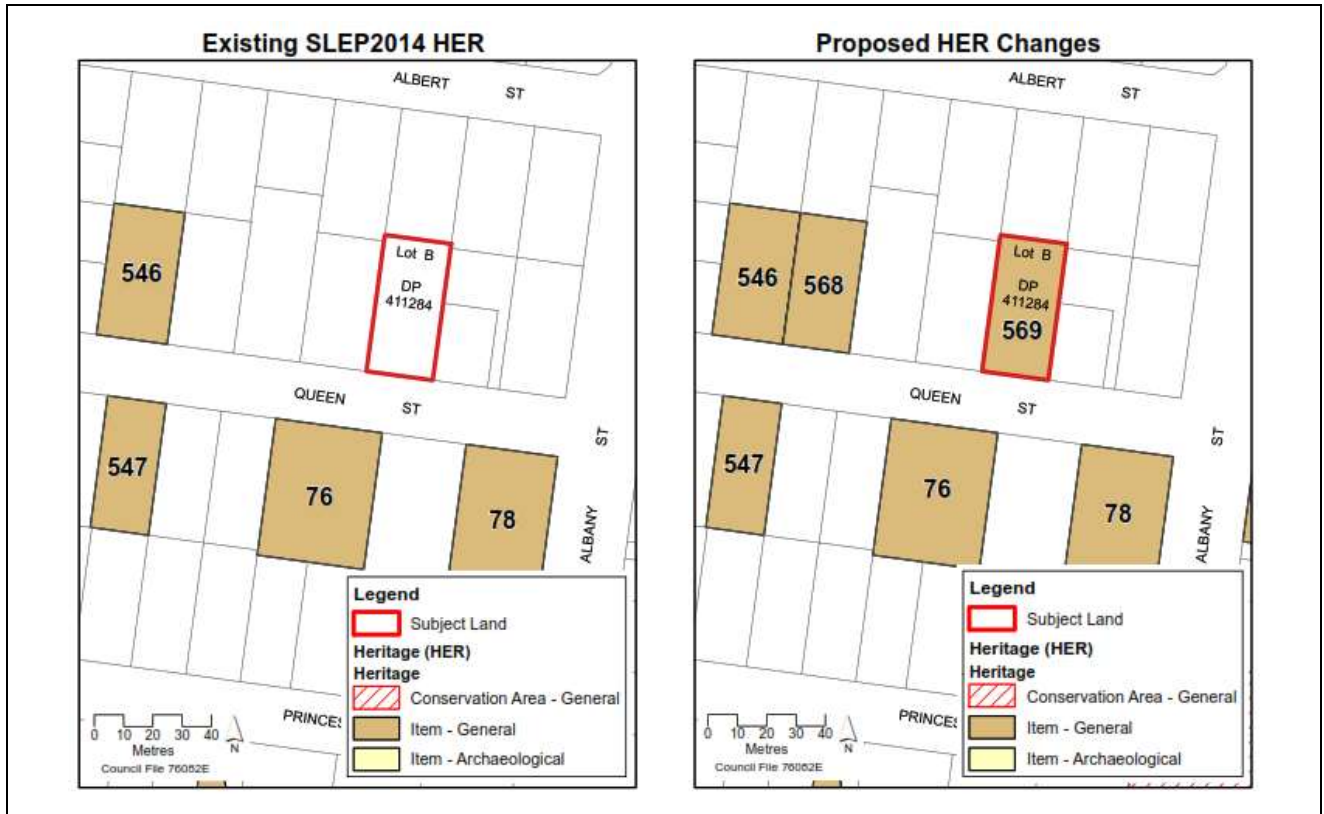 Existing SLEP2014 HER
ALBERT ST
546
Lot B
DP
411284
QUEEN ST
547
76
78
ALBANY ST
PRINCES
0 10 20 30 40
Metres
N
Council File 76082E
Legend
Subject Land
Heritage (HER)
Heritage
Conservation Area - General
Item - General
Item - Archaeological
Proposed HER Changes
ALBERT ST
546
568
Lot B
DP
411284
569
QUEEN ST
547
76
78
ALBANY ST
PRINCES
0 10 20 30 40
Metres
N
Council File 76082E
Legend
Subject Land
Heritage (HER)
Heritage
Conservation Area - General
Item - General
Item - Archaeological